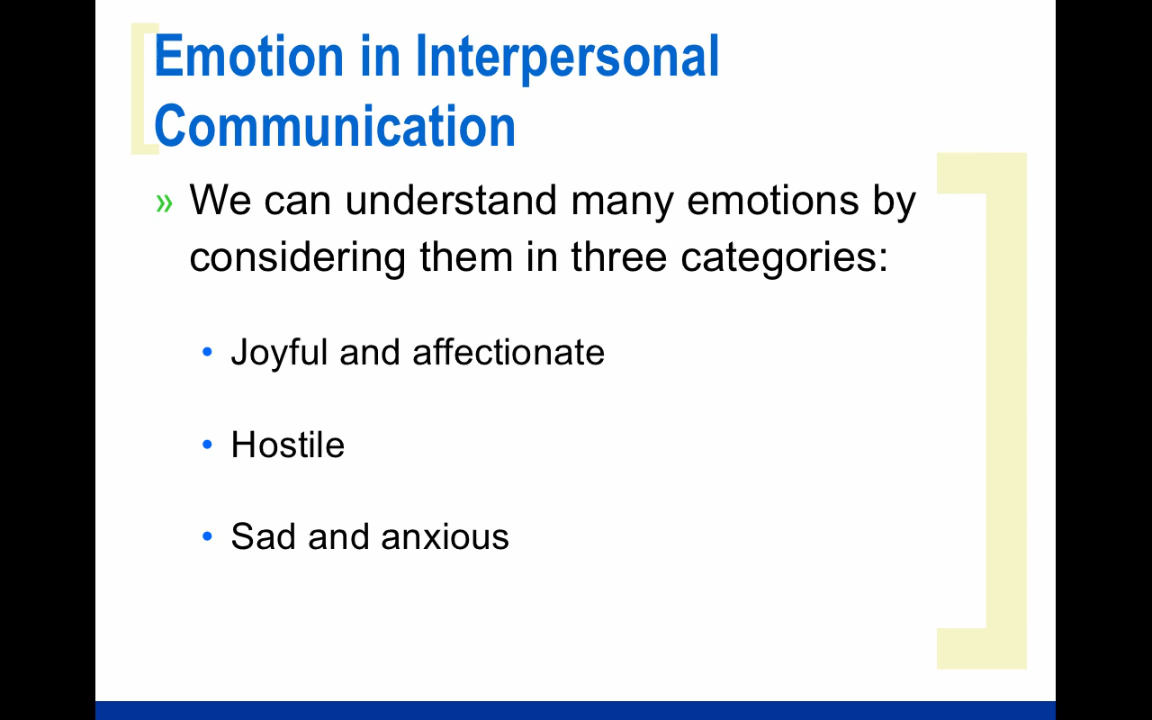 Emotion in Interpersonal
Communication
» We can understand many emotions by
considering them in three categories:
• Joyful and affectionate
• Hostile
• Sad and anxious